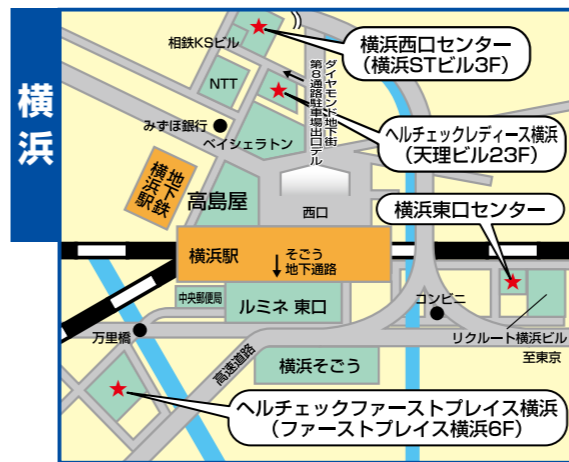 横浜
相鉄KSビル
横浜西口センター
(横浜STビル3F)
NTT
ダイヤモンド地下街
第8通路駐車場出口デル
みずほ銀行
ベイシェラトン
ヘルチェックレディース横浜
(天理ビル23F)
地下鉄
横浜駅
高島屋
西口
横浜東口センター
横浜駅
そごう
地下通路
中央郵便局
ルミネ 東口
コンビニ
万里橋
リクルート横浜ビル
至東京
高速道路
横浜そごう
ヘルチェックファーストプレイス横浜
(ファーストプレイス横浜6F)